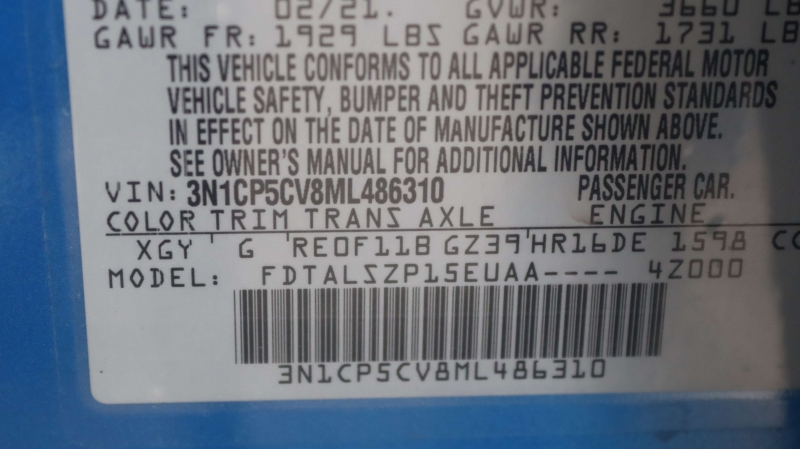 DATE: 02/21. GVWR: 3660 LB
GAWR FR: 1929 LBS GAWR RR: 1731 LB
THIS VEHICLE CONFORMS TO ALL APPLICABLE FEDERAL MOTOR
VEHICLE SAFETY, BUMPER AND THEFT PREVENTION STANDARDS
IN EFFECT ON THE DATE OF MANUFACTURE SHOWN ABOVE.
SEE OWNER'S MANUAL FOR ADDITIONAL INFORMATION.
VIN: 3N1CP5CV8ML486310 PASSENGER CAR.
COLOR TRIM TRANS AXLE ENGINE
XGY G RE0F11B GZ39 HR16DE 1598 CC
MODEL: FDTALSZP15EUAA---- 4Z000
3N1CP5CV8ML486310